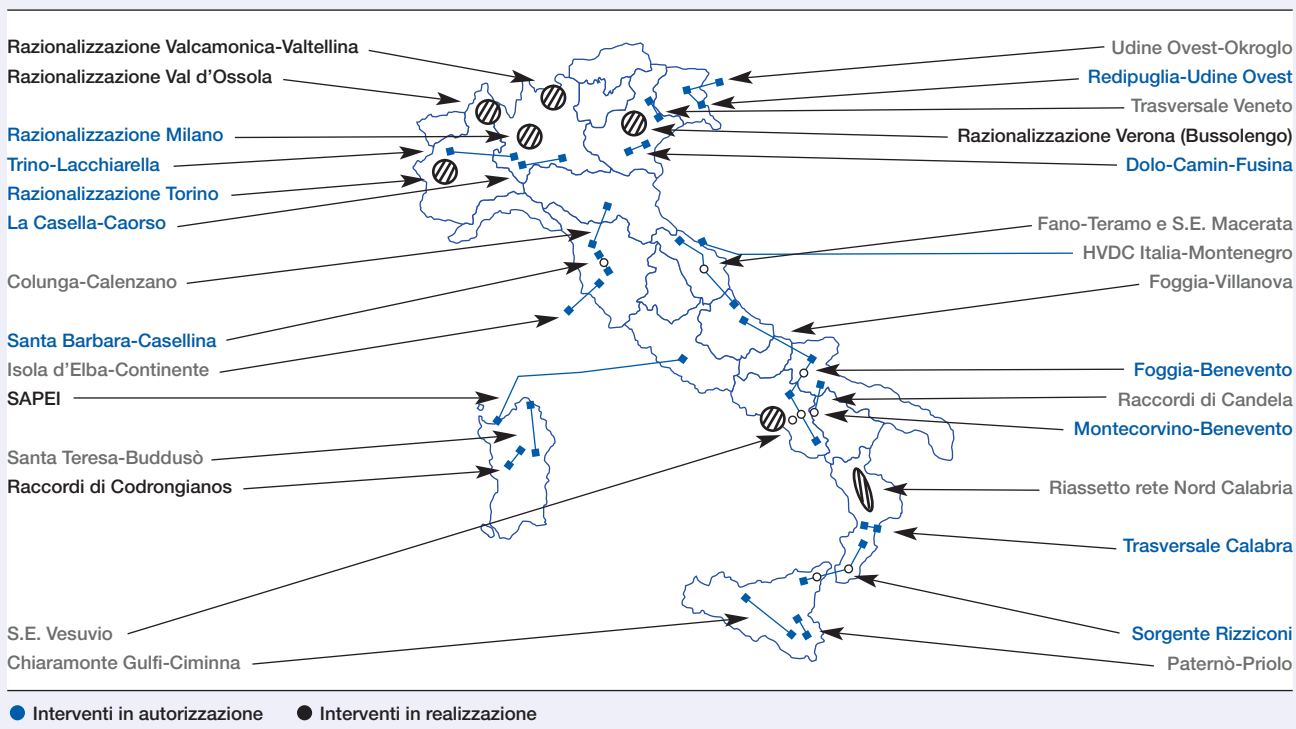 Razionalizzazione Valcamonica-Valtellina
Razionalizzazione Val d'Ossola
Razionalizzazione Milano
Trino-Lacchiarella
Razionalizzazione Torino
La Casella-Caorso
Colunga-Calenzano
Santa Barbara-Casellina
Isola d'Elba-Continente
SAPEI
Santa Teresa-Buddusò
Raccordi di Codrongianos
S.E. Vesuvio
Chiaramonte Gulfi-Ciminna
Udine Ovest-Okroglo
Redipuglia-Udine Ovest
Trasversale Veneto
Razionalizzazione Verona (Bussolengo)
Dolo-Camin-Fusina
Fano-Teramo e S.E. Macerata
HVDC Italia-Montenegro
Foggia-Villanova
Foggia-Benevento
Raccordi di Candela
Montecorvino-Benevento
Riassetto rete Nord Calabria
Trasversale Calabra
Sorgente Rizziconi
Paternò-Priolo
Interventi in autorizzazione
Interventi in realizzazione